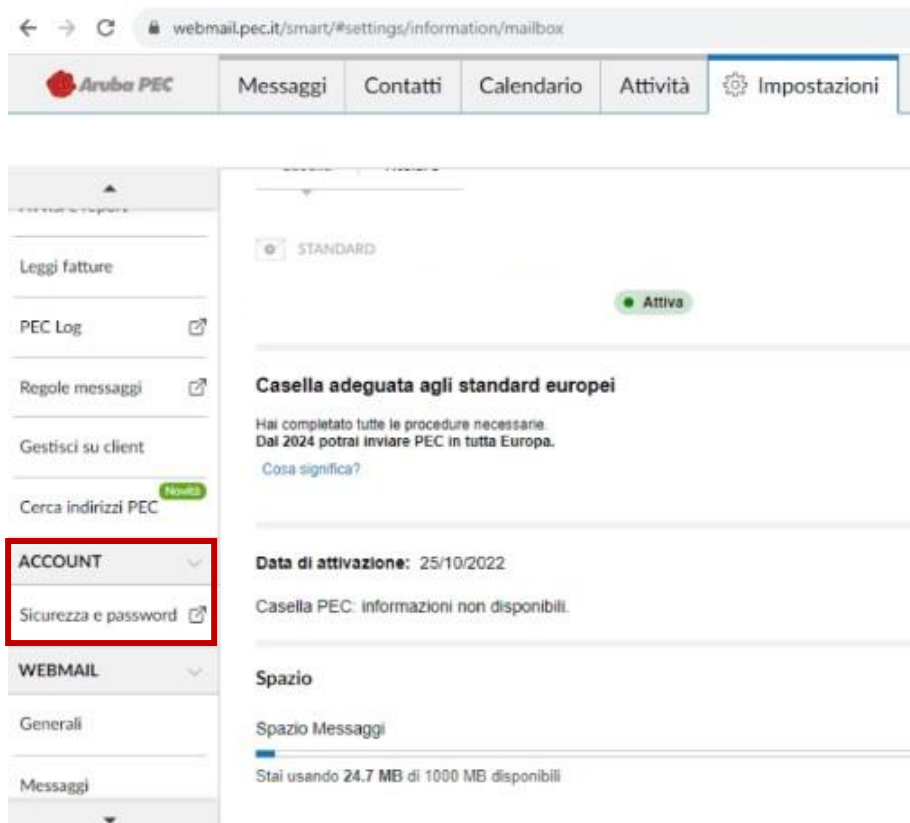 webmail.pec.it/smart/#settings/information/mailbox
Aruba PEC
Messaggi
Contatti
Calendario
Attività
Impostazioni
Leggi fatture
PEC Log
Regole messaggi
Gestisci su client
Novità
Cerca indirizzi PEC
ACCOUNT
Sicurezza e password
WEBMAIL
Generali
Messaggi
STANDARD
Attiva
Casella adeguata agli standard europei
Hai completato tutte le procedure necessarie.
Dal 2024 potrai inviare PEC in tutta Europa.
Cosa significa?
Data di attivazione: 25/10/2022
Casella PEC: informazioni non disponibili.
Spazio
Spazio Messaggi
Stai usando 24.7 MB di 1000 MB disponibili